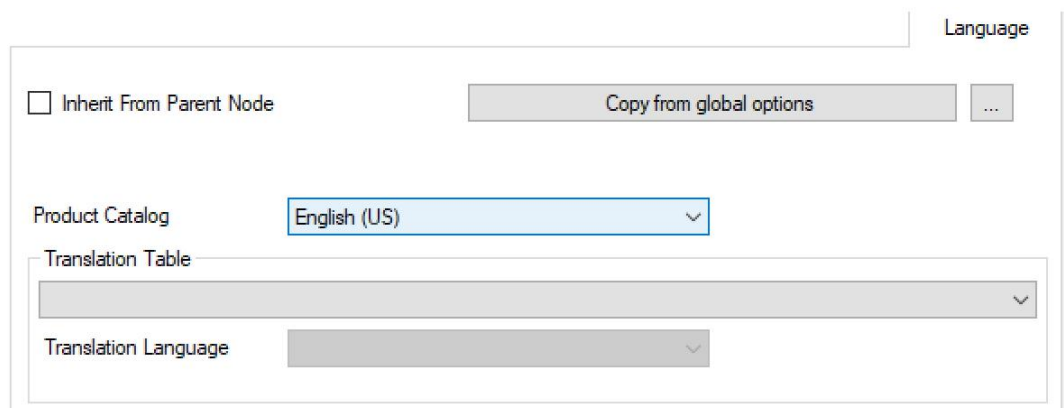 Language
Inherit From Parent Node
Copy from global options
...
Product Catalog
English (US)
Translation Table
Translation Language